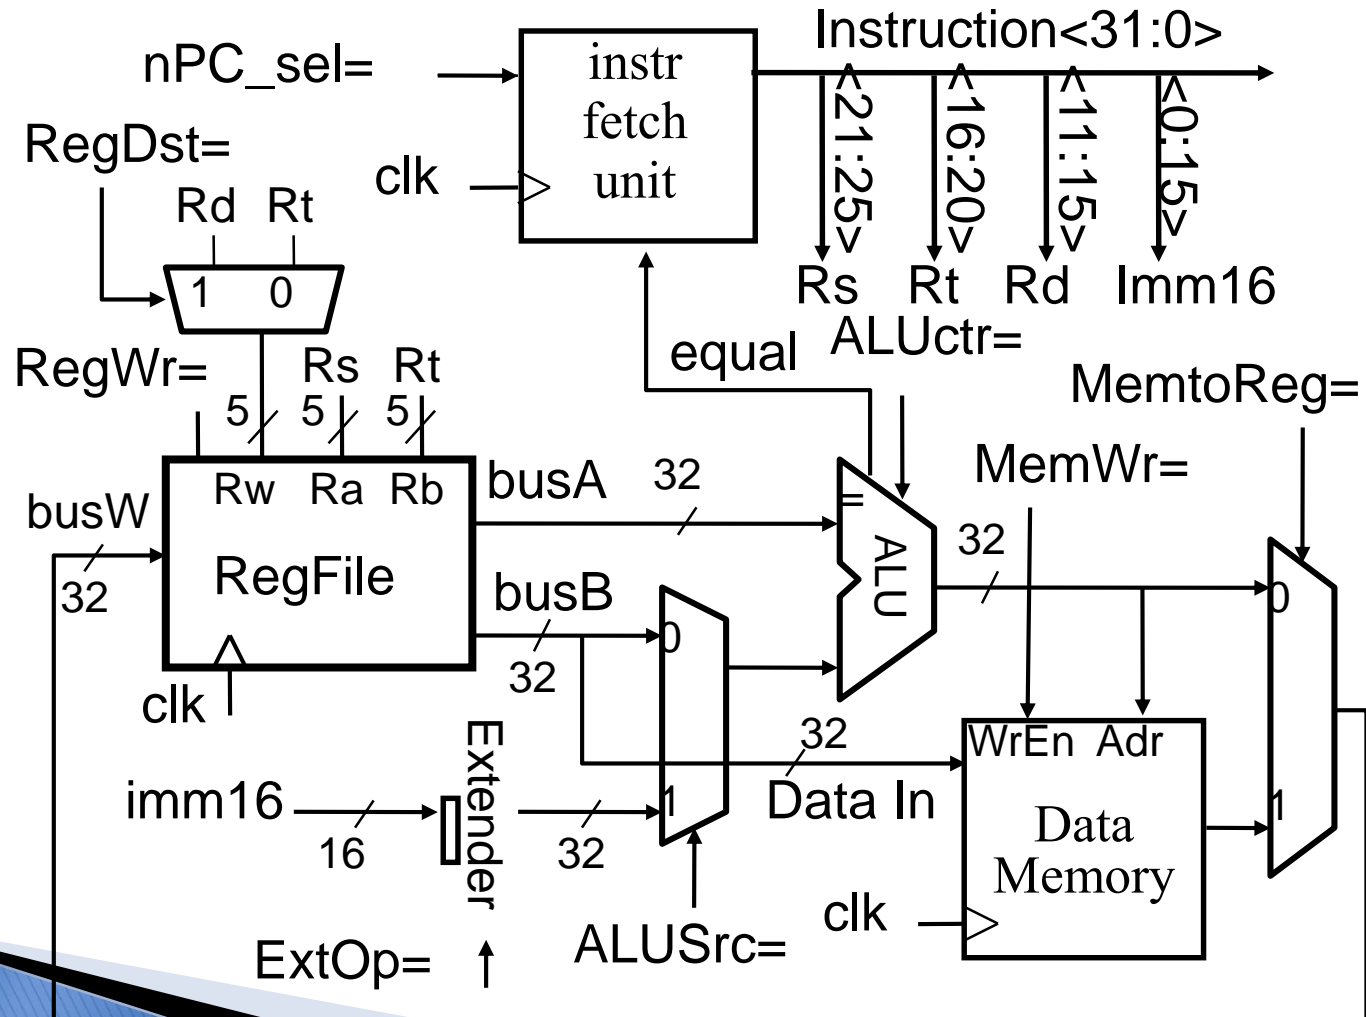 Instruction<31:0>
nPC_sel=
instr
fetch
unit
clk
<21:25>
<16:20>
<11:15>
<0:15>
Rs
Rt
Rd
Imm16
RegDst=
Rd
Rt
1
0
equal
ALUctr=
RegWr=
5
Rs
5
Rt
5
MemtoReg=
MemWr=
Rw
Ra
Rb
RegFile
busW
32
clk
busA
32
busB
32
=
ALU
32
0
1
0
1
imm16
16
Extender
32
ExtOp=
ALUSrc=
32
Data In
WrEn
Adr
Data
Memory
clk